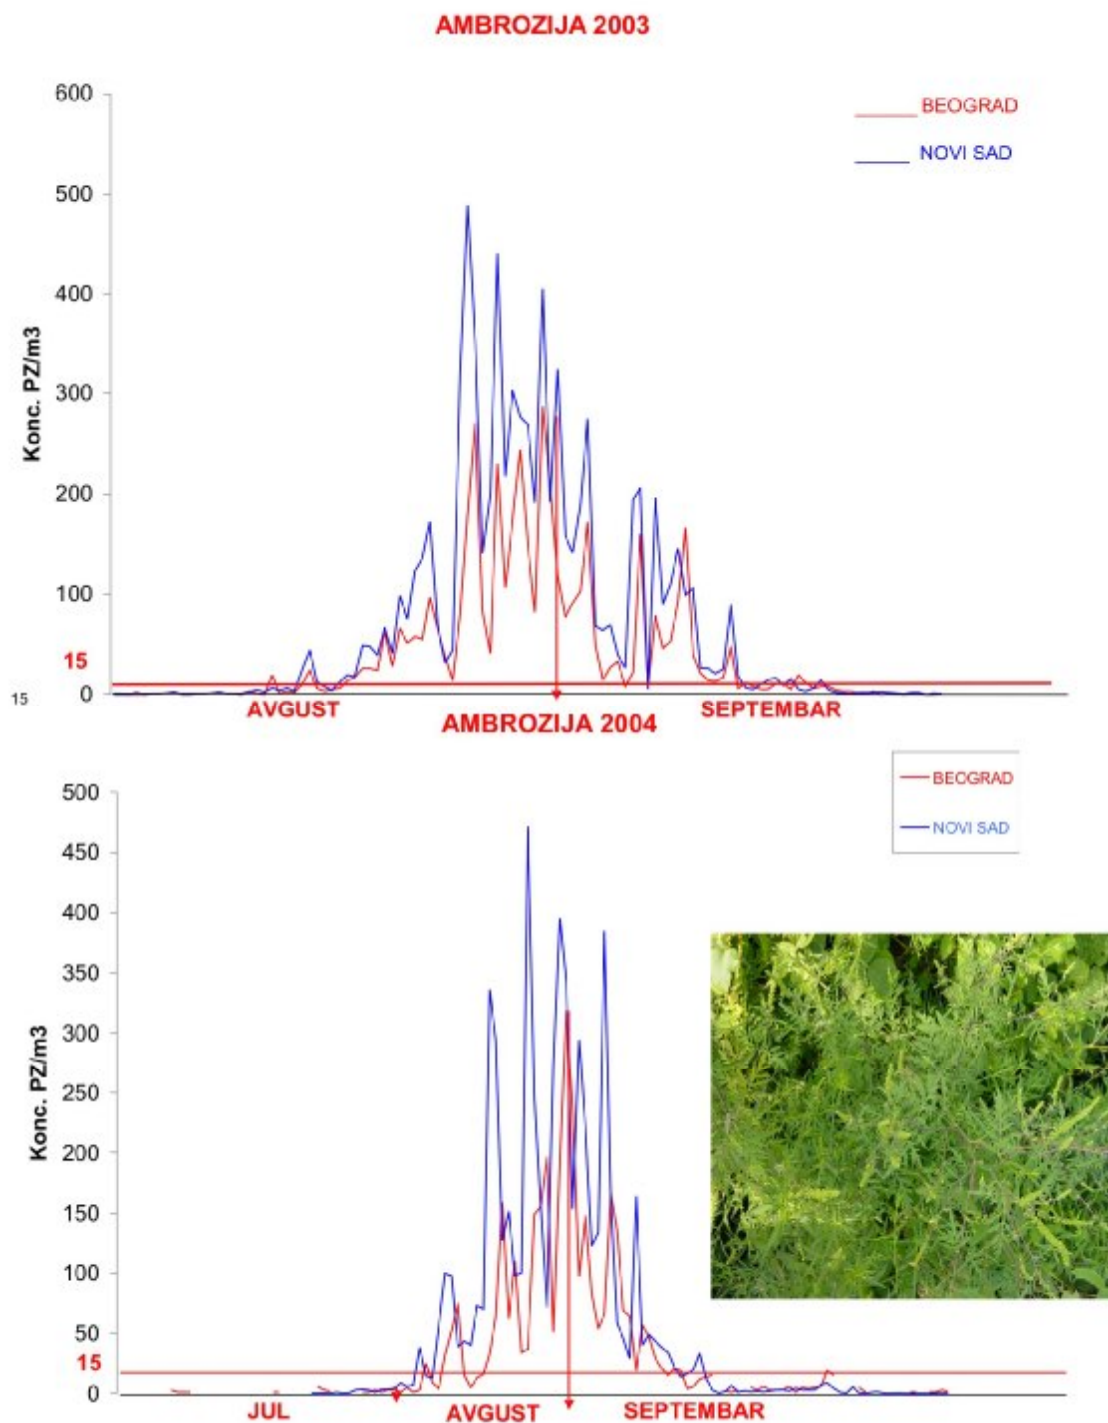 AMBROZIJA 2003
600
BEOGRAD
NOVI SAD
500
400
Konc. PZ/m3
300
200
100
15
0
15
AVGUST
SEPTEMBAR
AMBROZIJA 2004
500
BEOGRAD
450
NOVI SAD
400
350
300
Konc. PZ/m3
250
200
150
100
50
15
0
JUL
AVGUST
SEPTEMBAR